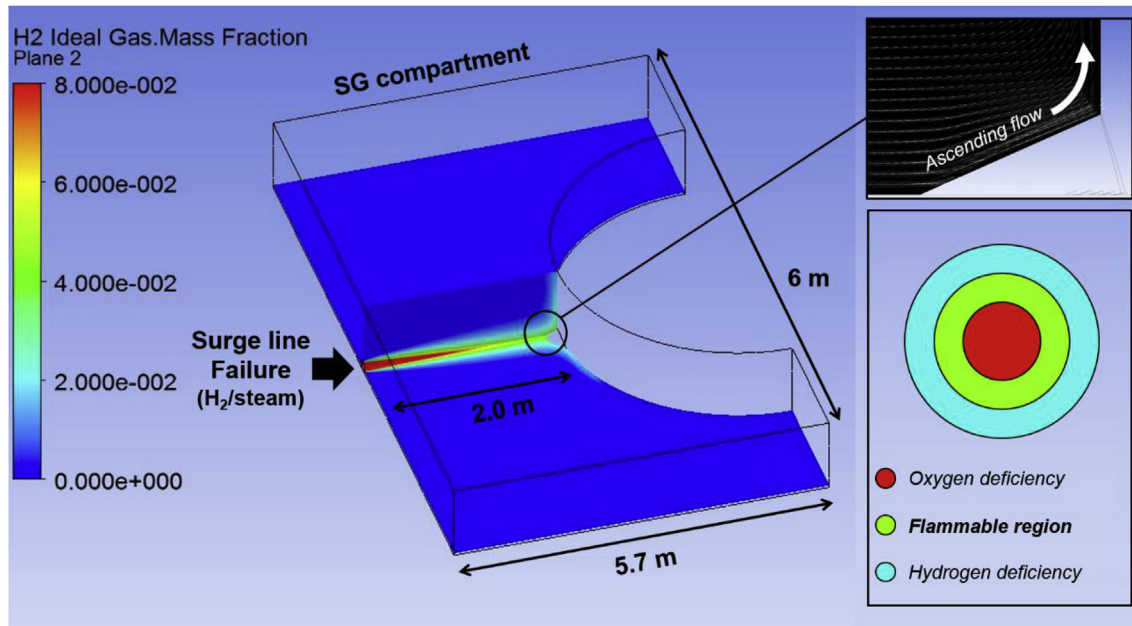 H2 Ideal Gas.Mass Fraction
Plane 2
8.000e-002
6.000e-002
4.000e-002
2.000e-002
0.000e+000
SG compartment
Surge line
Failure
(H₂/steam)
2.0 m
6 m
5.7 m
Ascending flow
Oxygen deficiency
Flammable region
Hydrogen deficiency